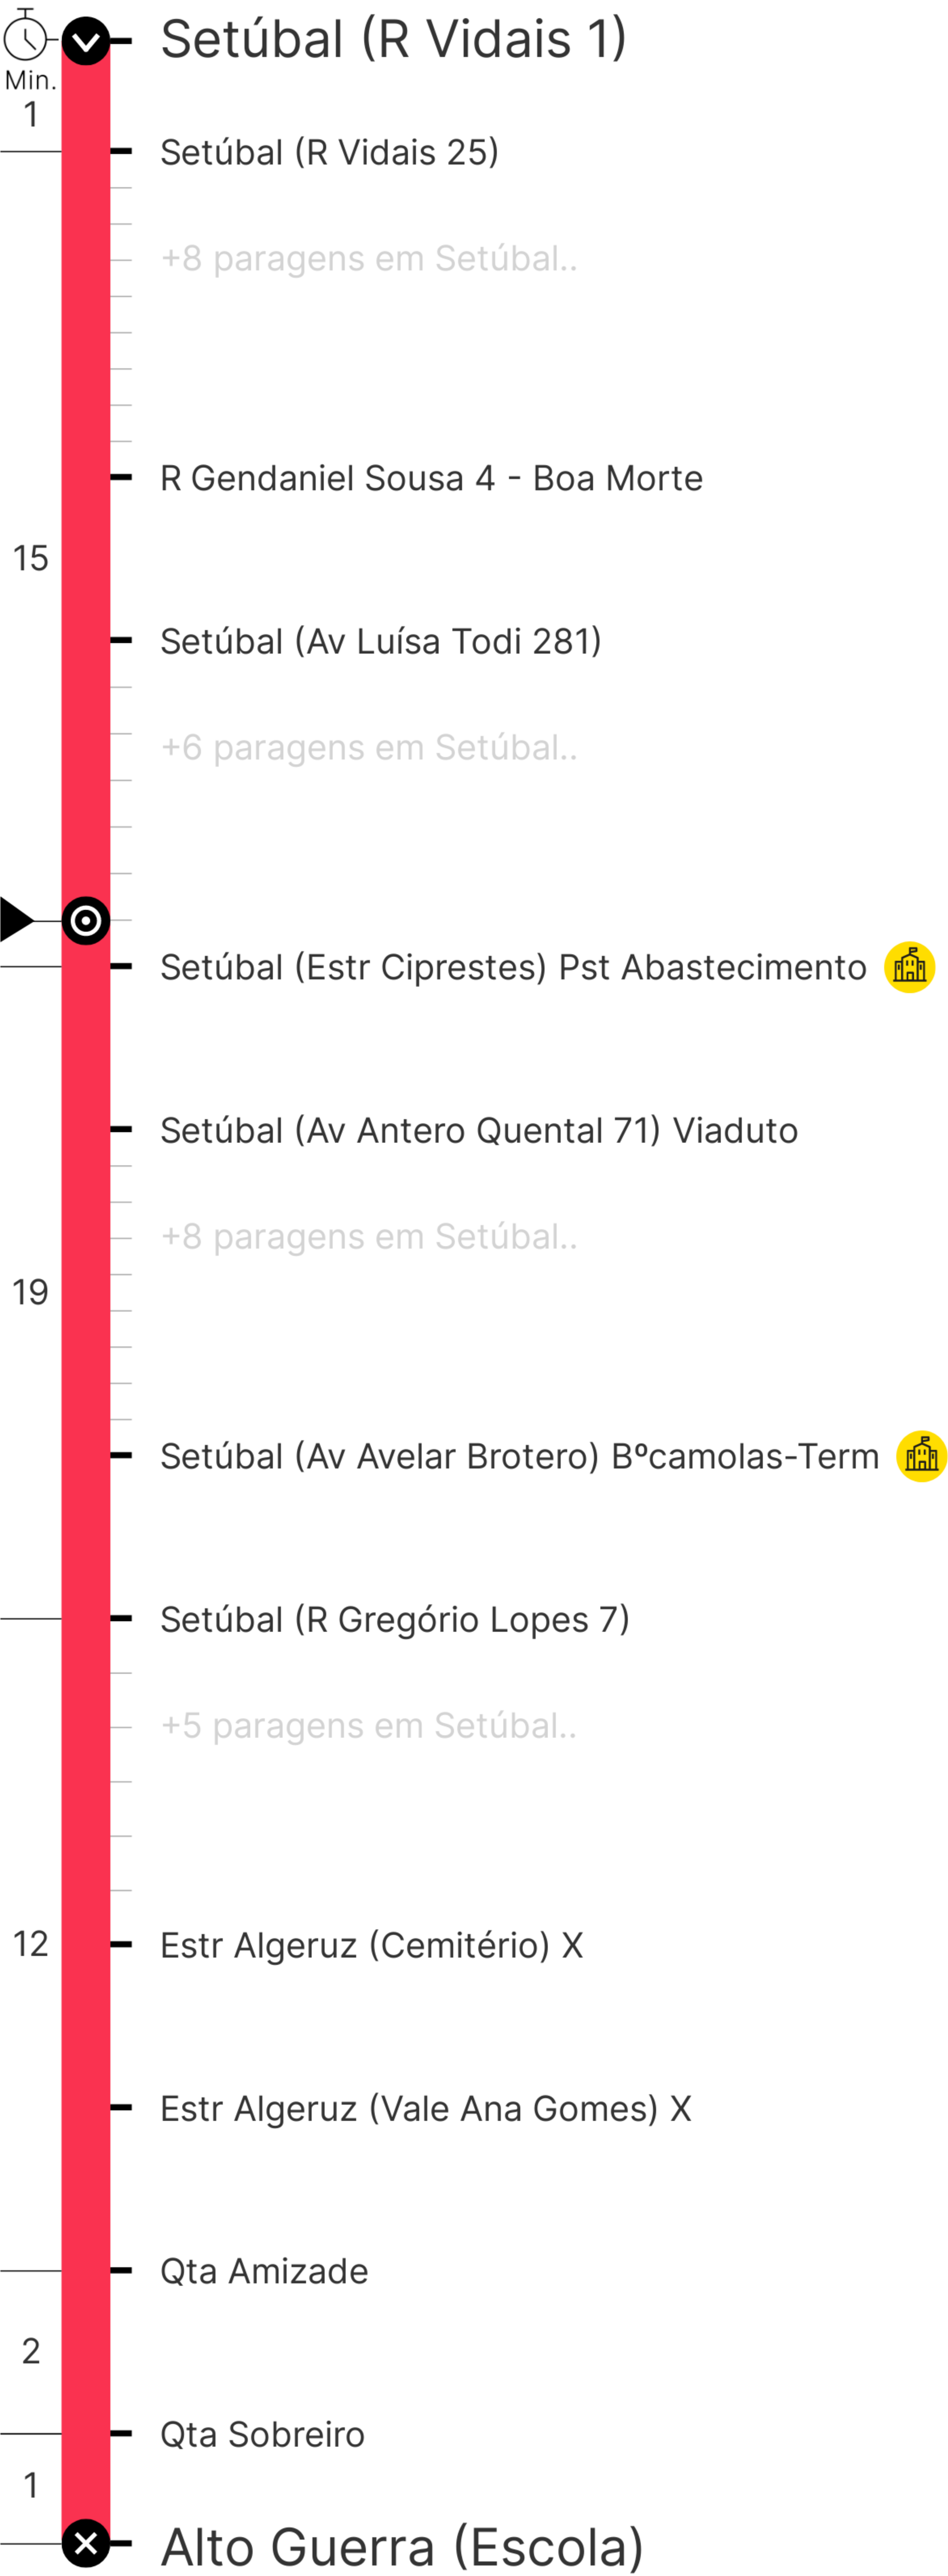 Setúbal (R Vidais 1)
Min.
1
Setúbal (R Vidais 25)
+8 paragens em Setúbal..
R Gendaniel Sousa 4 - Boa Morte
15
Setúbal (Av Luísa Todi 281)
+6 paragens em Setúbal..
Setúbal (Estr Ciprestes) Pst Abastecimento
Setúbal (Av Antero Quental 71) Viaduto
+8 paragens em Setúbal..
19
Setúbal (Av Avelar Brotero) Bºcamolas-Term
Setúbal (R Gregório Lopes 7)
+5 paragens em Setúbal..
12
Estr Algeruz (Cemitério) X
Estr Algeruz (Vale Ana Gomes) X
Qta Amizade
2
Qta Sobreiro
1
Alto Guerra (Escola)